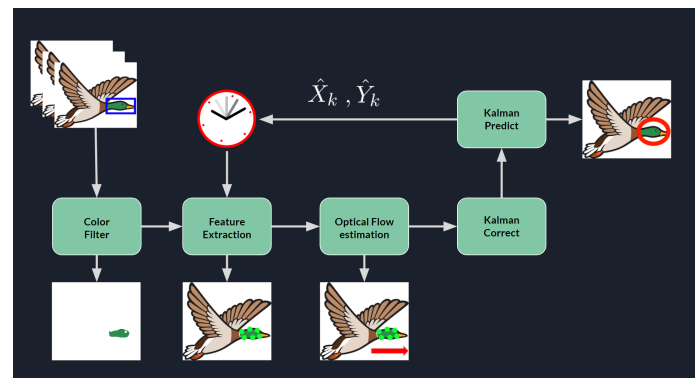 X̂ₖ , Ŷₖ
Kalman
Predict
Color
Filter
Feature
Extraction
Optical Flow
estimation
Kalman
Correct